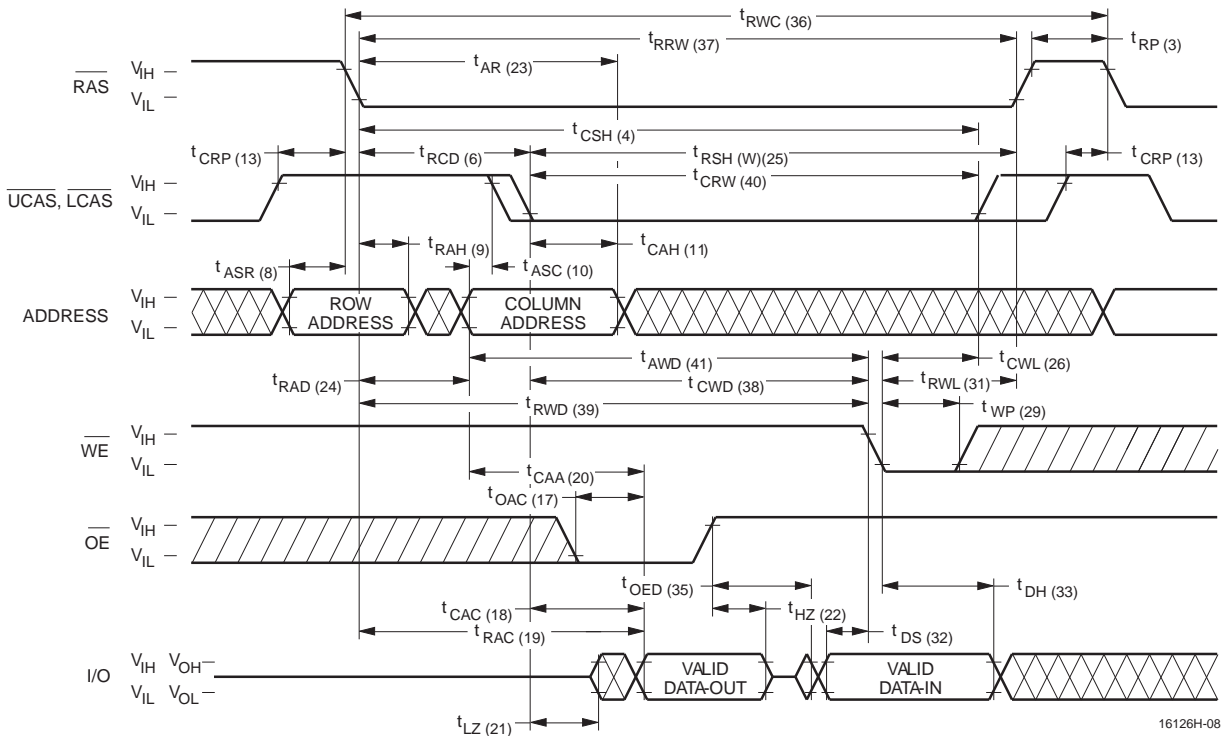 tRWC (36)
tRRW (37)
tRP (3)
tAR (23)
RAS
VIH
VIL
tCSH (4)
tCRP (13)
tRCD (6)
tRSH (W)(25)
tCRP (13)
tCRW (40)
UCAS, LCAS
VIH
VIL
tRAH (9)
tCAH (11)
tASR (8)
tASC (10)
ADDRESS
VIH
VIL
ROW ADDRESS
COLUMN ADDRESS
tAWD (41)
tCWL (26)
tRAD (24)
tCWD (38)
tRWL (31)
tRWD (39)
tWP (29)
WE
VIH
VIL
tCAA (20)
tOAC (17)
OE
VIH
VIL
tOED (35)
tDH (33)
tCAC (18)
tHZ (22)
tRAC (19)
tDS (32)
I/O
VIH VOH
VIL VOL
VALID DATA-OUT
VALID DATA-IN
tLZ (21)
16126H-08